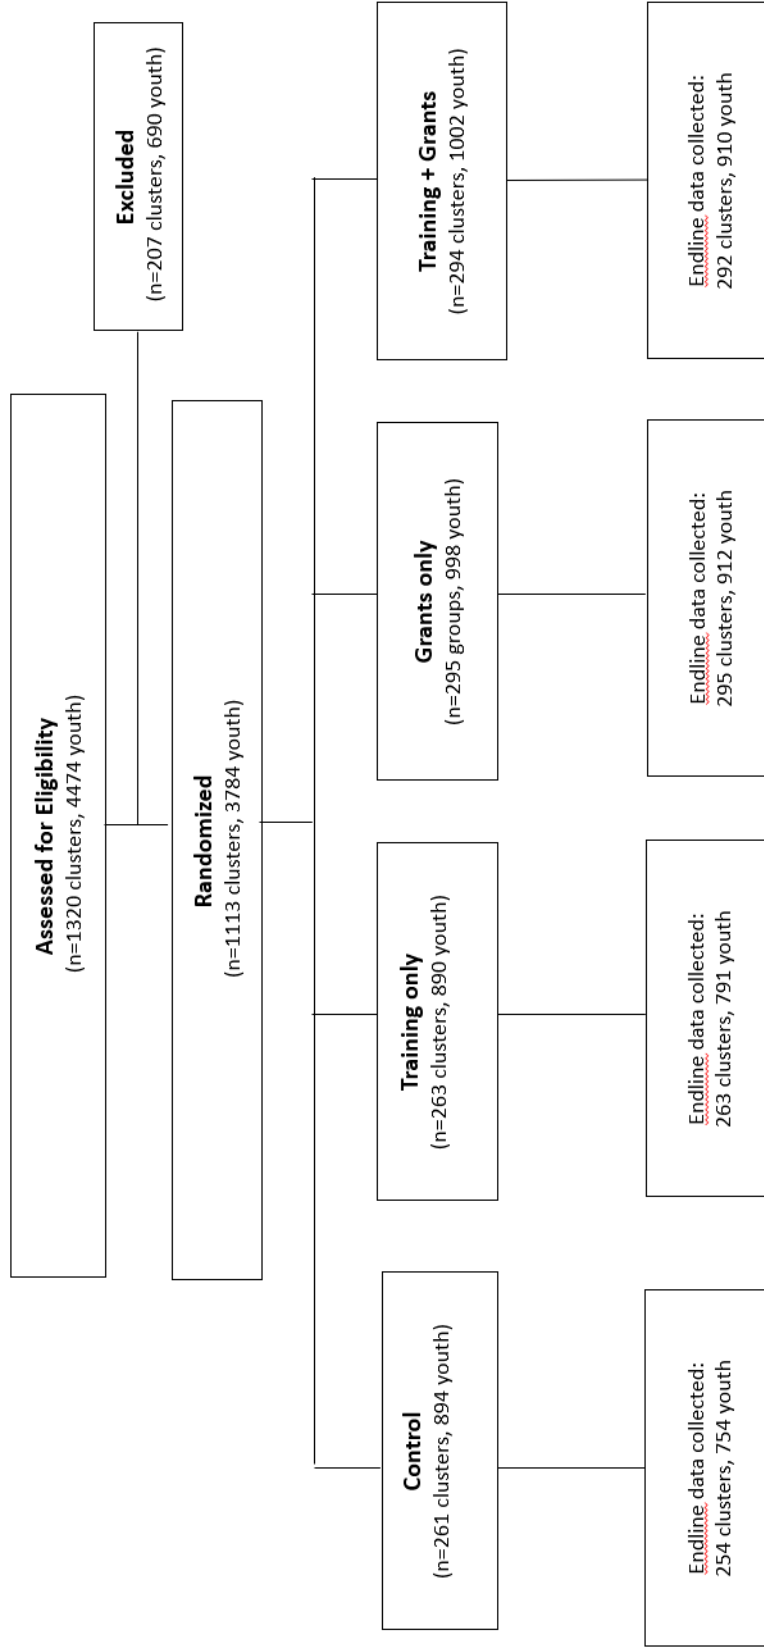 Assessed for Eligibility
(n=1320 clusters, 4474 youth)
Excluded
(n=207 clusters, 690 youth)
Randomized
(n=1113 clusters, 3784 youth)
Control
(n=261 clusters, 894 youth)
Training only
(n=263 clusters, 890 youth)
Grants only
(n=295 groups, 998 youth)
Training + Grants
(n=294 clusters, 1002 youth)
Endline data collected:
254 clusters, 754 youth
Endline data collected:
263 clusters, 791 youth
Endline data collected:
295 clusters, 912 youth
Endline data collected:
292 clusters, 910 youth